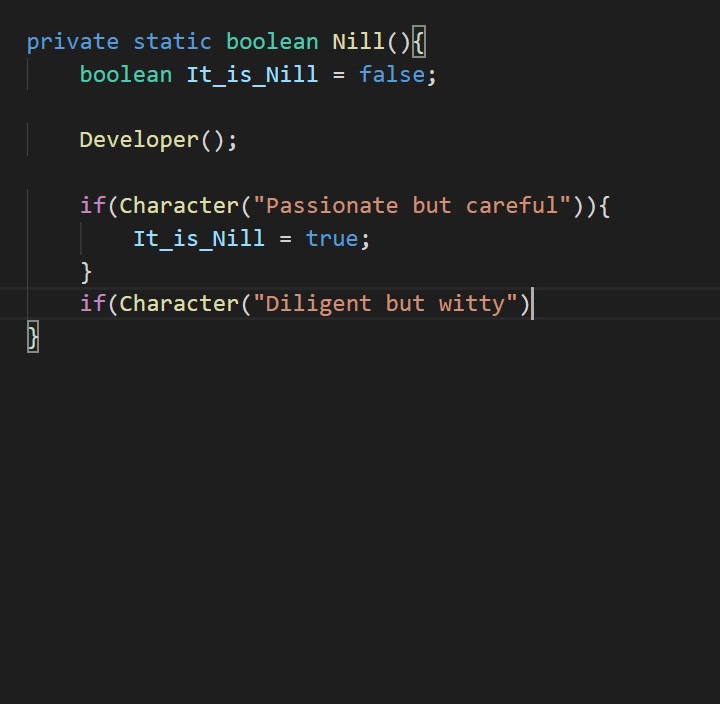 private static boolean Nill(){
boolean It_is_Nill = false;
Developer();
if(Character("Passionate but careful")){
It_is_Nill = true;
}
if(Character("Diligent but witty")
}